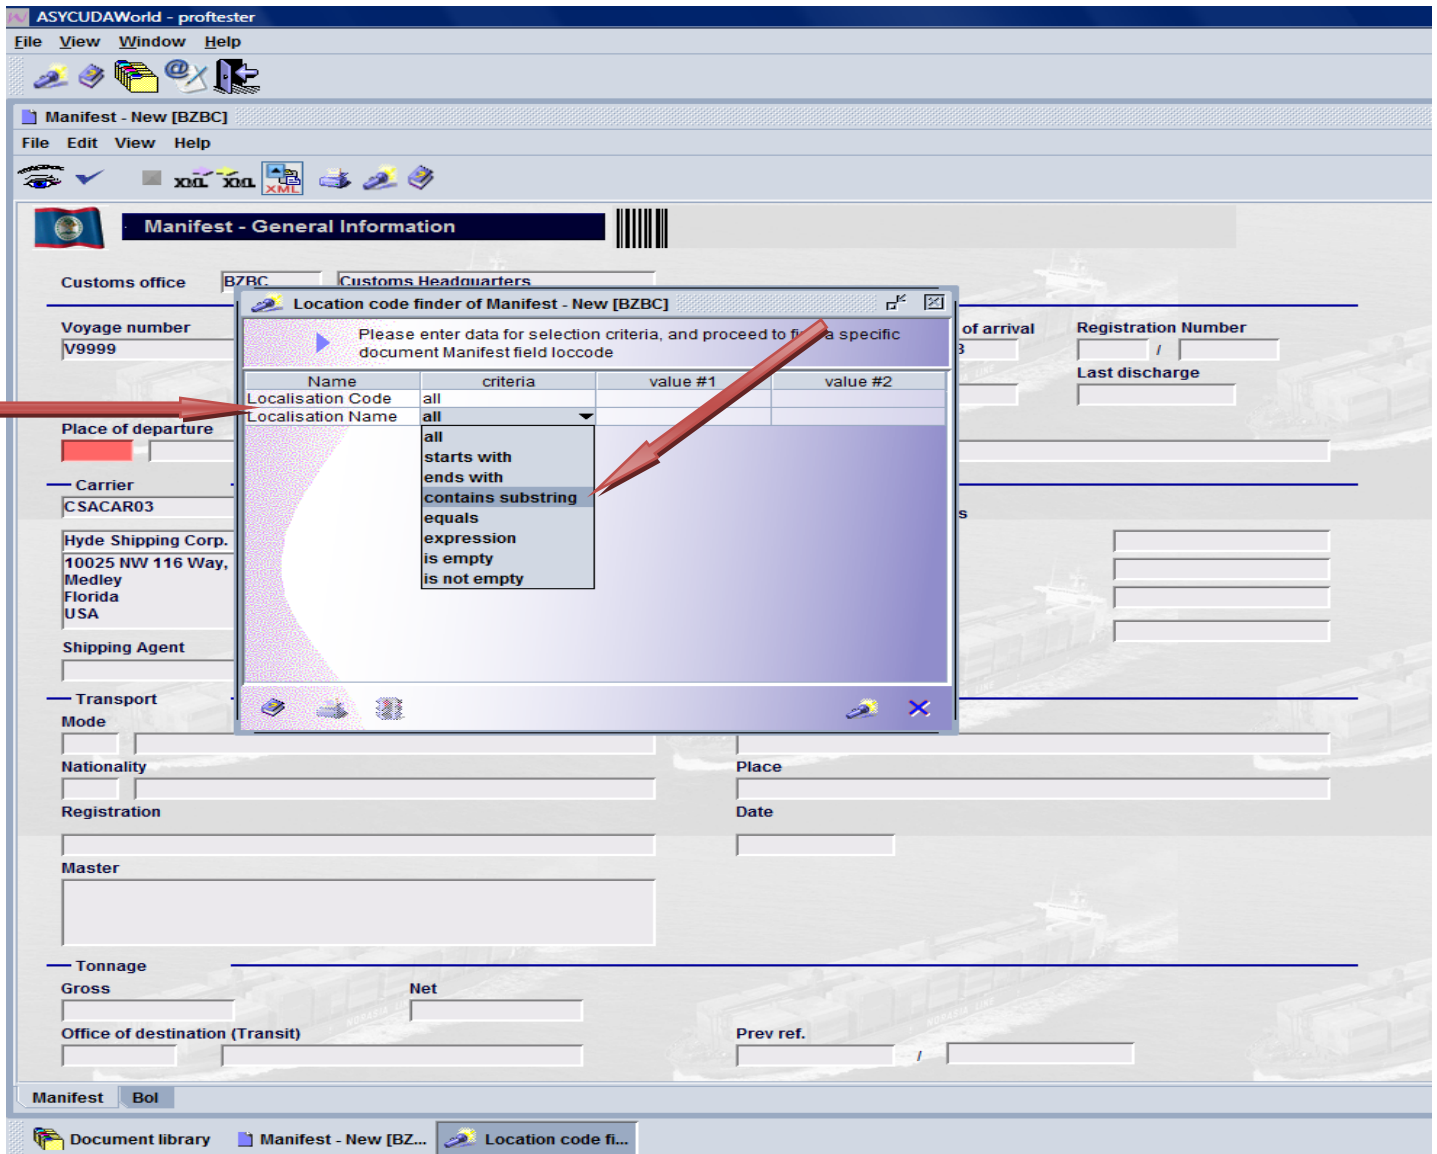 ASYCUDAWorld - proftester
File View Window Help
Manifest - New [BZBC]
File Edit View Help
XML XML XML
Manifest - General Information
Customs office BZBC Customs Headquarters
Location code finder of Manifest - New [BZBC]
Please enter data for selection criteria, and proceed to a specific
document Manifest field loccode
Name criteria value #1 value #2
Localisation Code all
Localisation Name all
all
starts with
ends with
contains substring
equals
expression
is empty
is not empty
Voyage number of arrival Registration Number
V9999 3 /
Last discharge
Place of departure
Carrier
CSACAR03 s
Hyde Shipping Corp.
10025 NW 116 Way,
Medley
Florida
USA
Shipping Agent
Transport
Mode
Nationality Place
Registration Date
Master
Tonnage
Gross Net
Office of destination (Transit) Prev ref.
/
Manifest Bol
Document library Manifest - New [BZ... Location code fi...